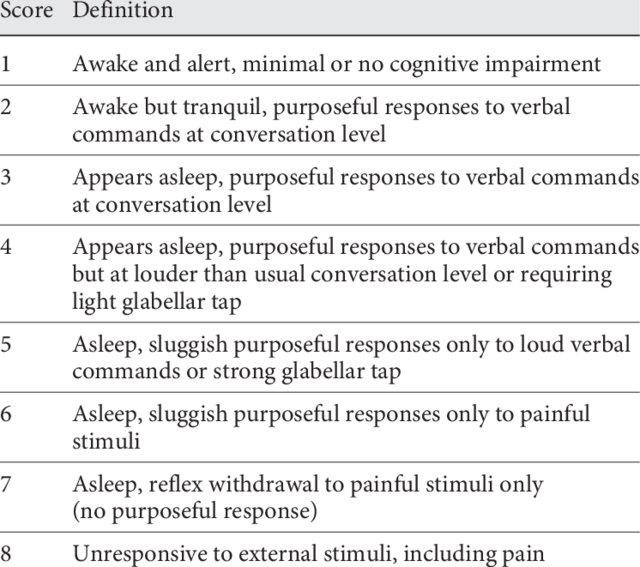 Score Definition
1 Awake and alert, minimal or no cognitive impairment
2 Awake but tranquil, purposeful responses to verbal
commands at conversation level
3 Appears asleep, purposeful responses to verbal commands
at conversation level
4 Appears asleep, purposeful responses to verbal commands
but at louder than usual conversation level or requiring
light glabellar tap
5 Asleep, sluggish purposeful responses only to loud verbal
commands or strong glabellar tap
6 Asleep, sluggish purposeful responses only to painful
stimuli
7 Asleep, reflex withdrawal to painful stimuli only
(no purposeful response)
8 Unresponsive to external stimuli, including pain